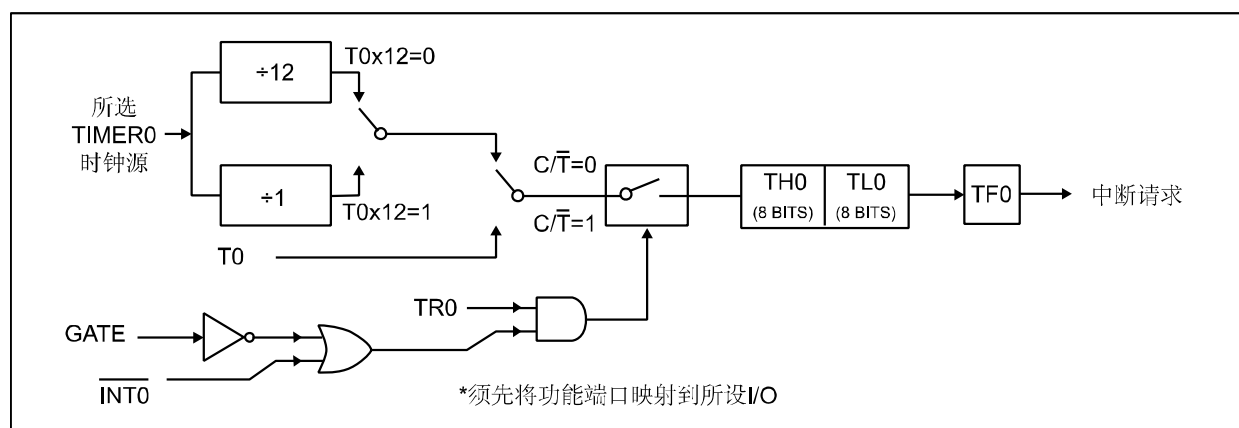 ÷12
T0x12=0
所选
TIMER0
时钟源
÷1
T0x12=1
C/T̅=0
C/T̅=1
TH0
(8 BITS)
TL0
(8 BITS)
TF0
中断请求
T0
TR0
GATE
I̅N̅T̅0̅
*须先将功能端口映射到所设I/O